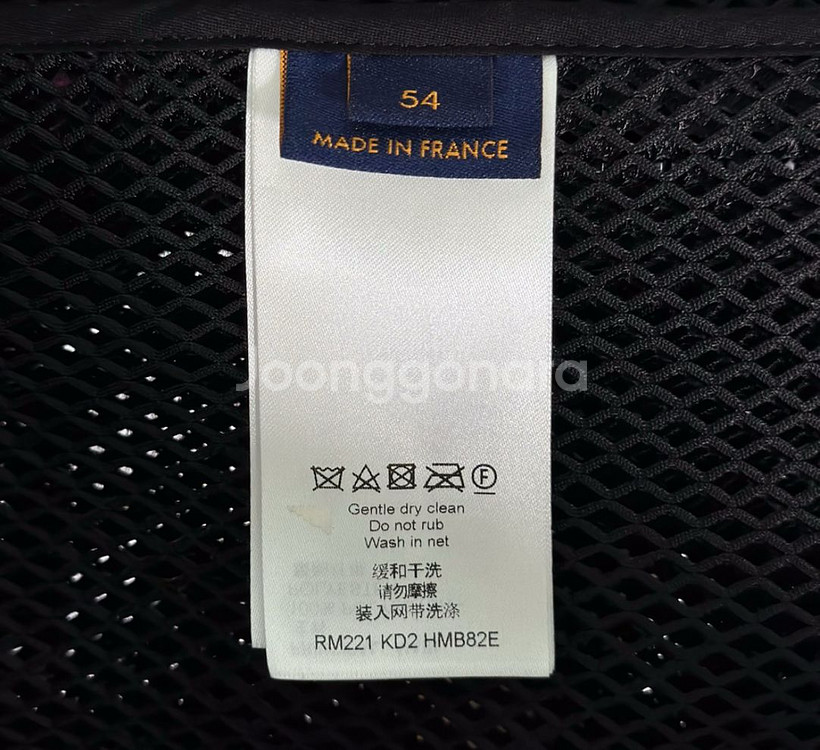 54
MADE IN FRANCE
Joonggonara
F
Gentle dry clean
Do not rub
Wash in net
缓和干洗
请勿摩擦
装入网带洗涤
RM221 KD2 HMB82E